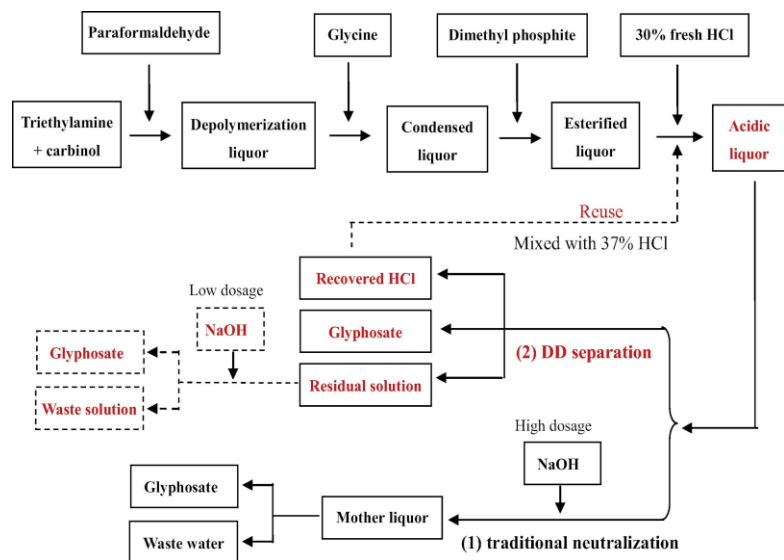 Paraformaldehyde
Glycine
Dimethyl phosphite
30% fresh HCl
Triethylamine
+ carbinol
Depolymerization
liquor
Condensed
liquor
Esterified
liquor
Acidic
liquor
Reuse
Mixed with 37% HCl
Recovered HCl
Low dosage
NaOH
Glyphosate
Glyphosate
(2) DD separation
Residual solution
Waste solution
High dosage
NaOH
Glyphosate
Mother liquor
Waste water
(1) traditional neutralization